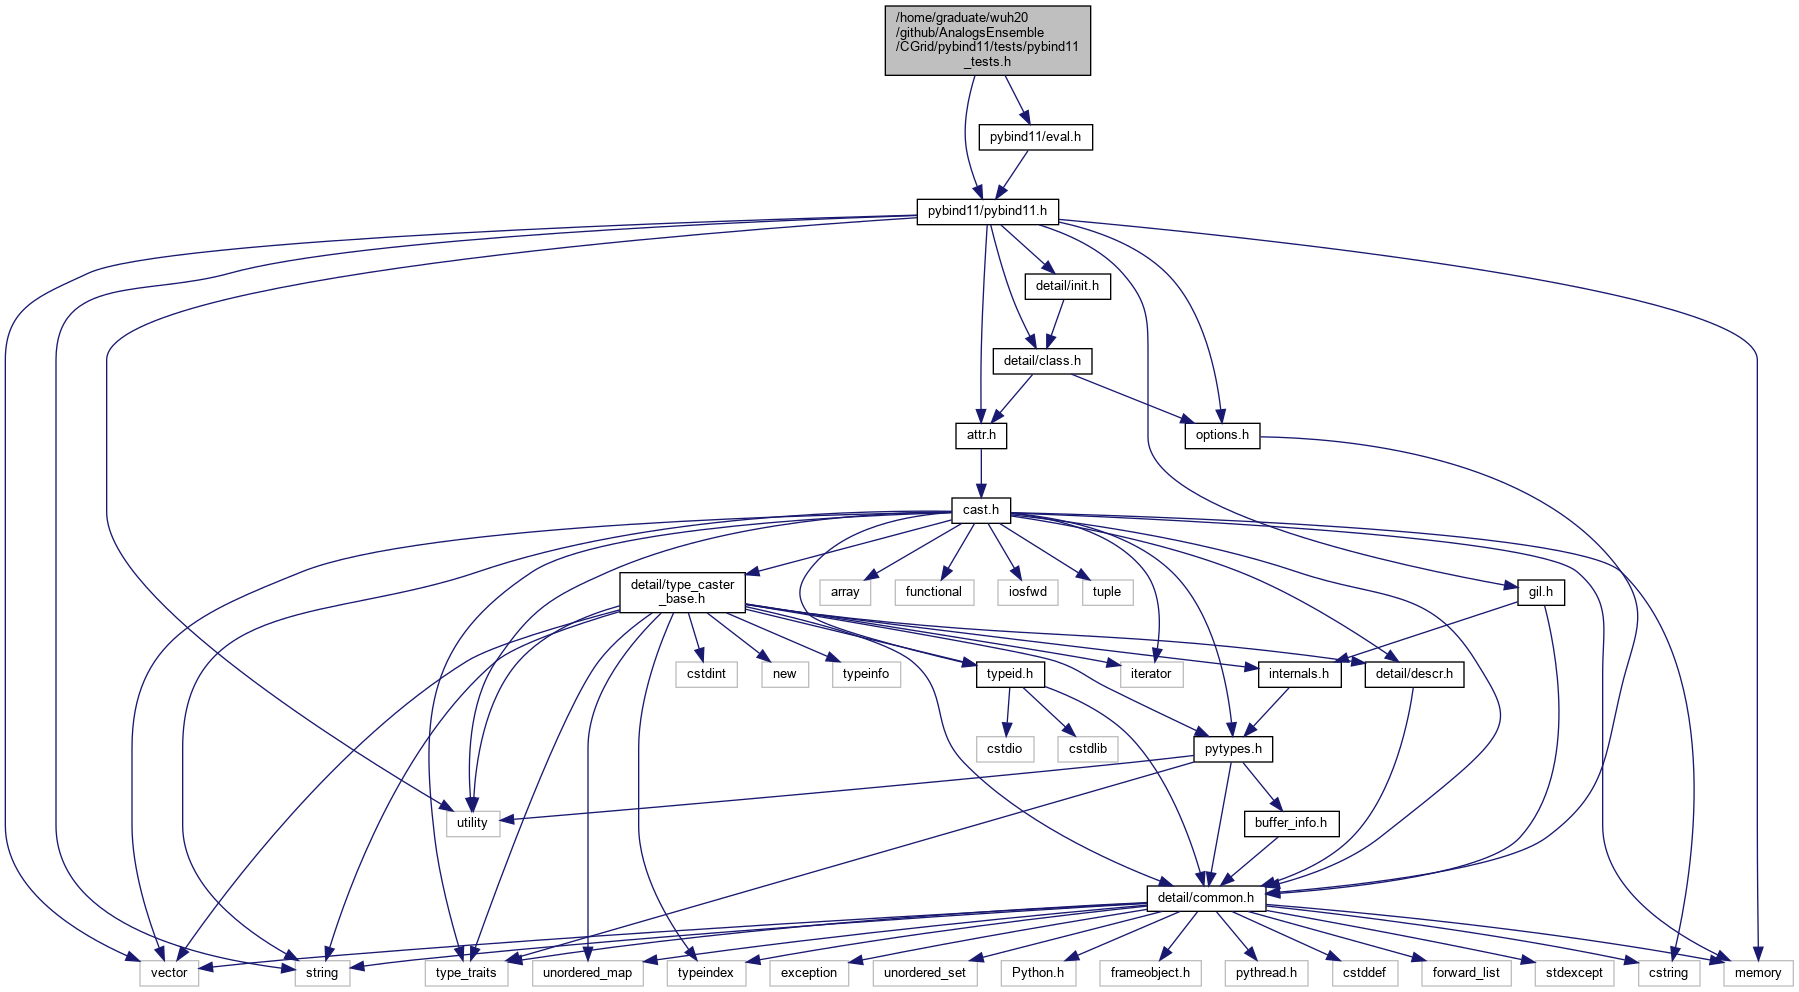 /home/graduate/wuh20
/github/AnalogsEnsemble
/CGrid/pybind11/tests/pybind11
_tests.h
pybind11/eval.h
pybind11/pybind11.h
detail/init.h
detail/class.h
attr.h
options.h
cast.h
detail/type_caster
_base.h
array
functional
iosfwd
tuple
gil.h
cstdint
new
typeinfo
typeid.h
iterator
internals.h
detail/descr.h
cstdio
cstdlib
pytypes.h
utility
buffer_info.h
detail/common.h
vector
string
type_traits
unordered_map
typeindex
exception
unordered_set
Python.h
frameobject.h
pythread.h
cstddef
forward_list
stdexcept
cstring
memory